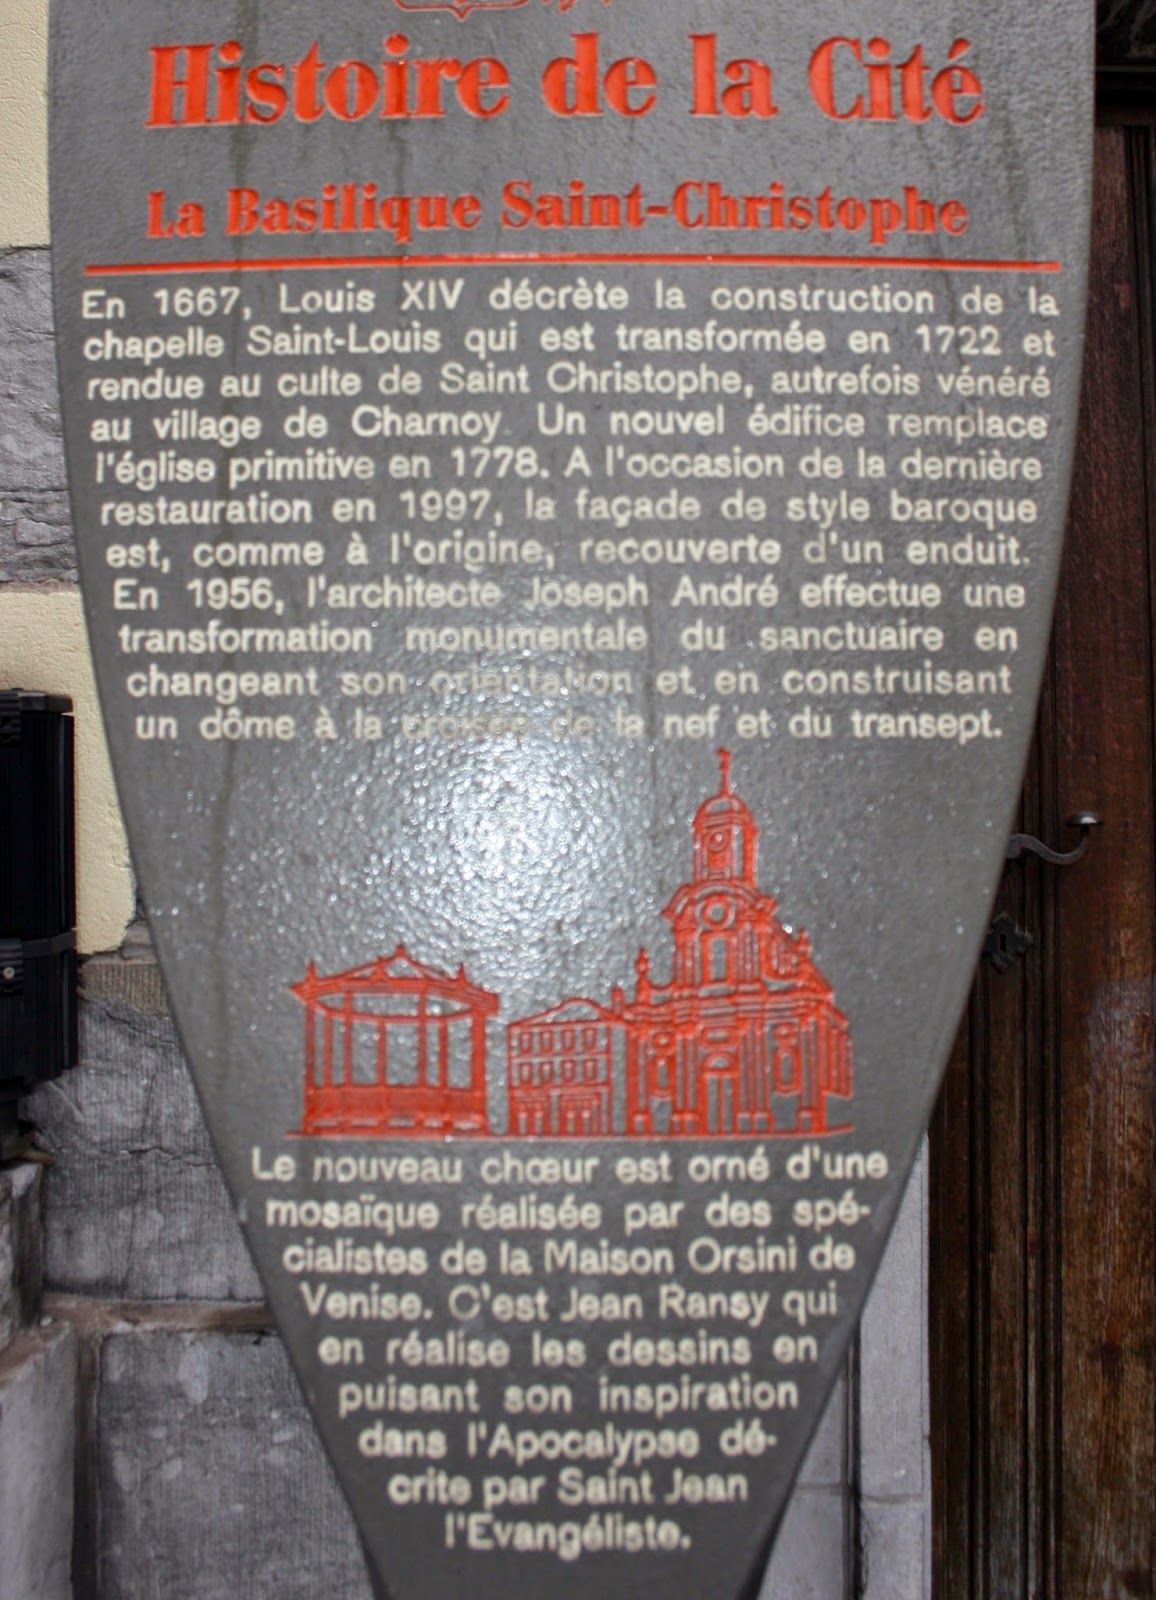 Histoire de la Cité
La Basilique Saint-Christophe
En 1667, Louis XIV décrète la construction de la
chapelle Saint-Louis qui est transformée en 1722 et
rendue au culte de Saint Christophe, autrefois vénéré
au village de Charnoy. Un nouvel édifice remplace
l'église primitive en 1778. A l'occasion de la dernière
restauration en 1997, la façade de style baroque
est, comme à l'origine, recouverte d'un enduit.
En 1956, l'architecte Joseph André effectue une
transformation monumentale du sanctuaire en
changeant son orientation et en construisant
un dôme à la croisée de la nef et du transept.
Le nouveau chœur est orné d'une
mosaïque réalisée par des spé-
cialistes de la Maison Orsini de
Venise. C'est Jean Ransy qui
en réalise les dessins en
puisant son inspiration
dans l'Apocalypse dé-
crite par Saint Jean
l'Evangéliste.